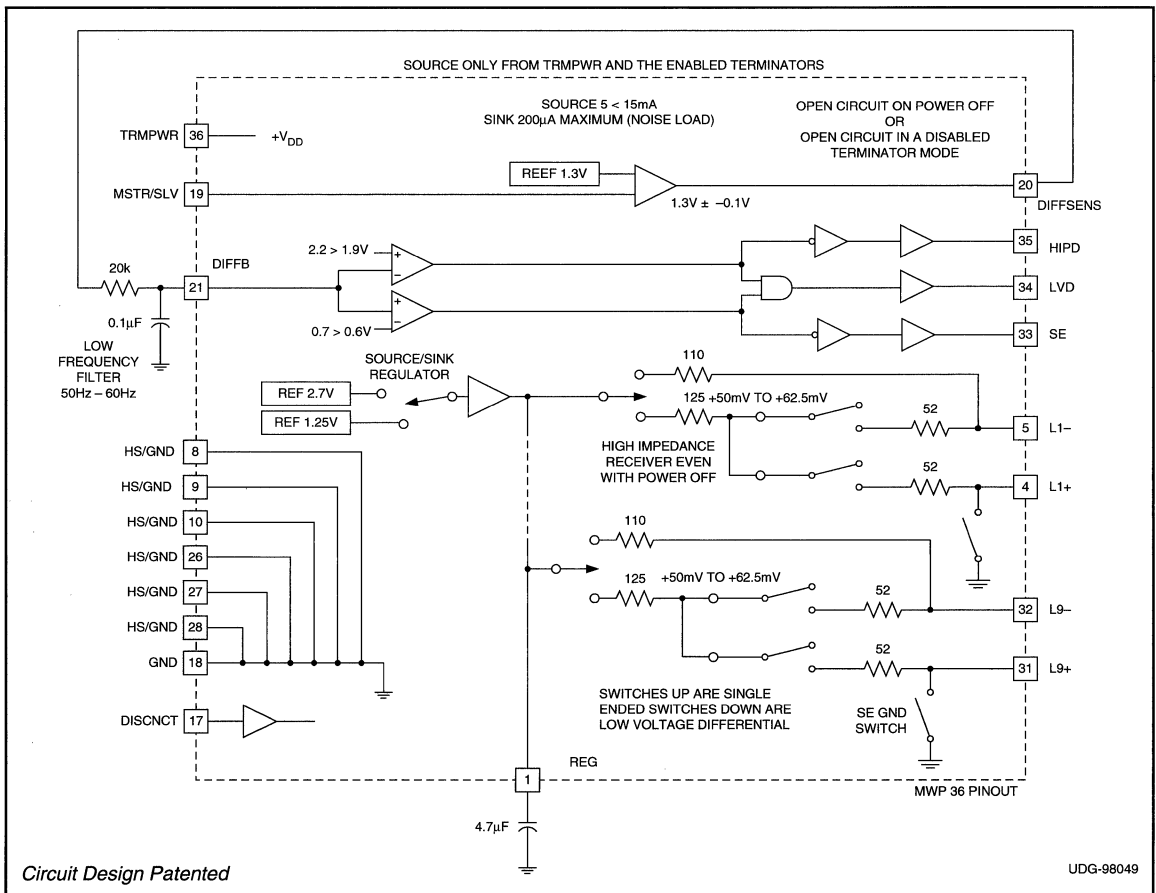 SOURCE ONLY FROM TRMPWR AND THE ENABLED TERMINATORS
SOURCE 5 < 15mA
SINK 200µA MAXIMUM (NOISE LOAD)
OPEN CIRCUIT ON POWER OFF
OR
OPEN CIRCUIT IN A DISABLED
TERMINATOR MODE
TRMPWR
36
+VDD
REEF 1.3V
MSTR/SLV
19
1.3V ± –0.1V
20
DIFFSENS
35
HIPD
2.2 > 1.9V
+
–
20k
DIFFB
21
34
LVD
+
–
0.1µF
0.7 > 0.6V
33
SE
LOW
FREQUENCY
FILTER
50Hz – 60Hz
SOURCE/SINK
REGULATOR
110
REF 2.7V
125
+50mV TO +62.5mV
52
REF 1.25V
5
L1–
HS/GND
8
HIGH IMPEDANCE
RECEIVER EVEN
WITH POWER OFF
52
HS/GND
9
4
L1+
HS/GND
10
110
HS/GND
26
125
+50mV TO +62.5mV
52
HS/GND
27
32
L9–
HS/GND
28
52
GND
18
31
L9+
SWITCHES UP ARE SINGLE
ENDED SWITCHES DOWN ARE
LOW VOLTAGE DIFFERENTIAL
SE GND
SWITCH
DISCNCT
17
REG
1
MWP 36 PINOUT
4.7µF
Circuit Design Patented
UDG-98049